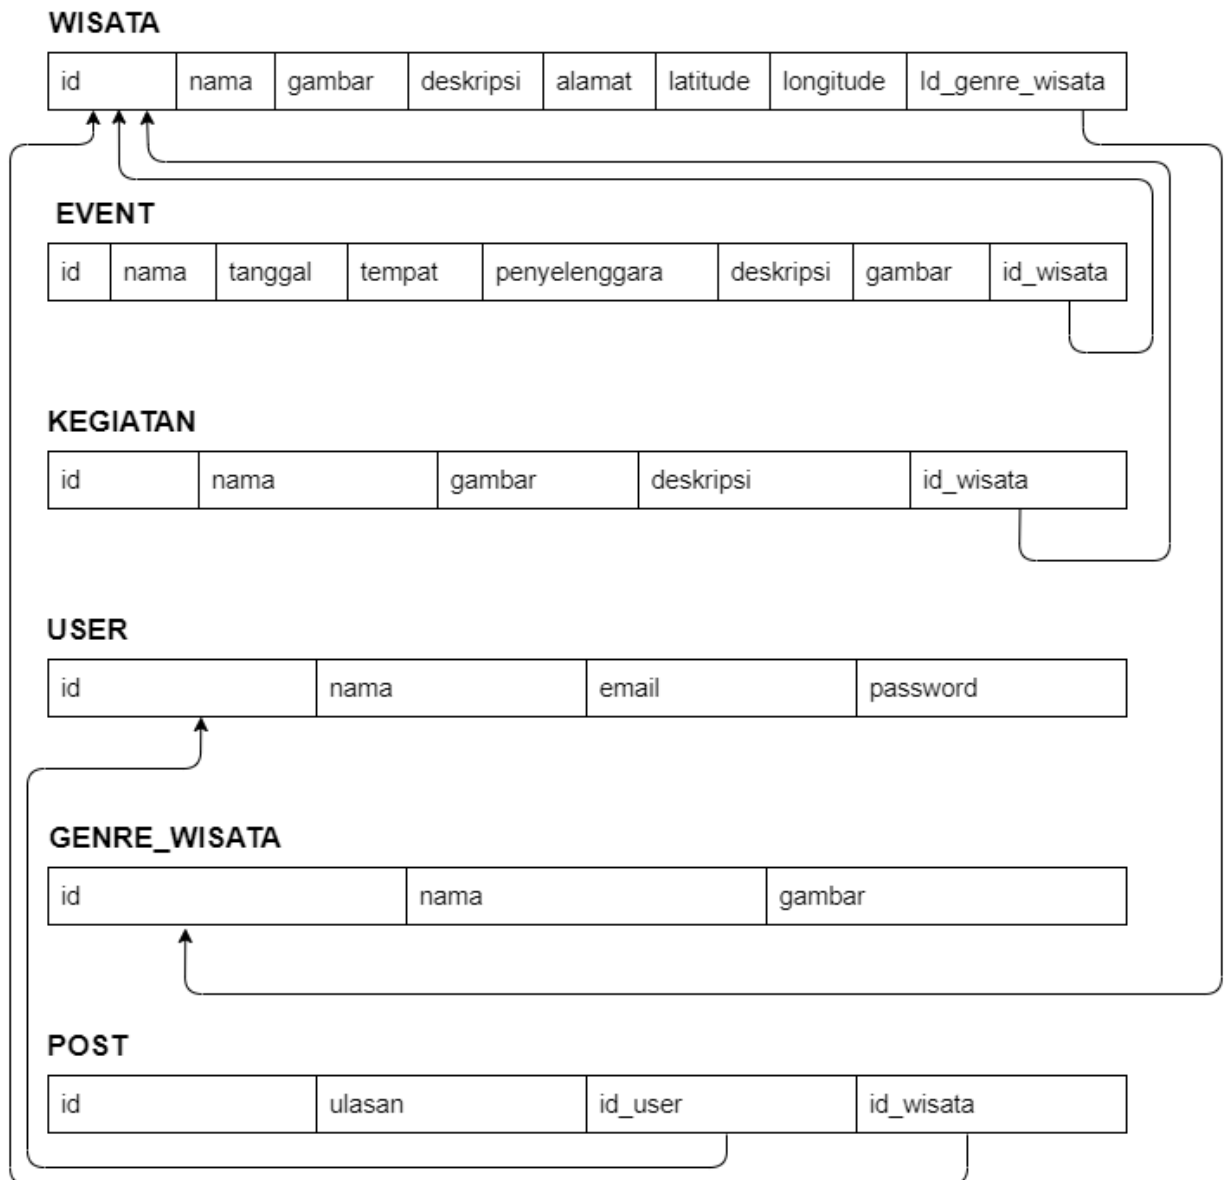 WISATA
id nama gambar deskripsi alamat latitude longitude Id_genre_wisata
EVENT
id nama tanggal tempat penyelenggara deskripsi gambar id_wisata
KEGIATAN
id nama gambar deskripsi id_wisata
USER
id nama email password
GENRE_WISATA
id nama gambar
POST
id ulasan id_user id_wisata